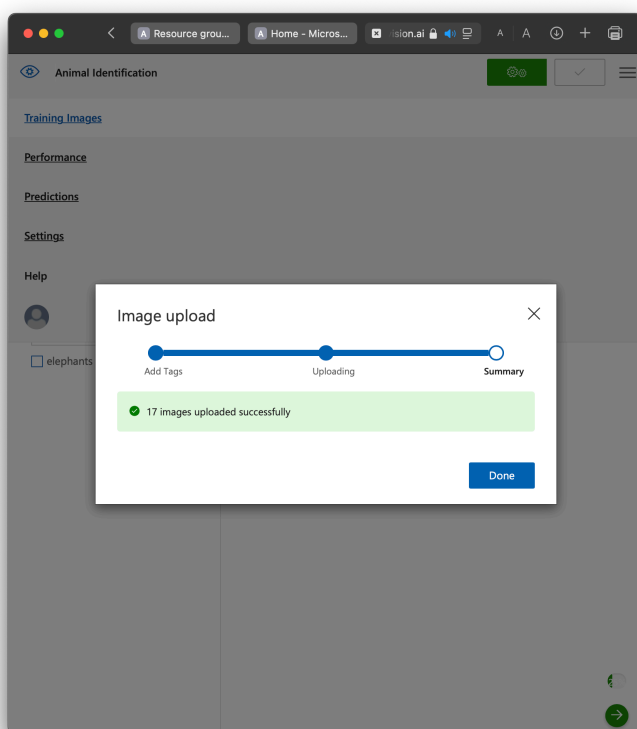 A Resource grou...
A Home - Micros...
ision.ai
A A
Animal Identification
Training Images
Performance
Predictions
Settings
Help
Image upload
Add Tags
Uploading
Summary
17 images uploaded successfully
elephants
Done